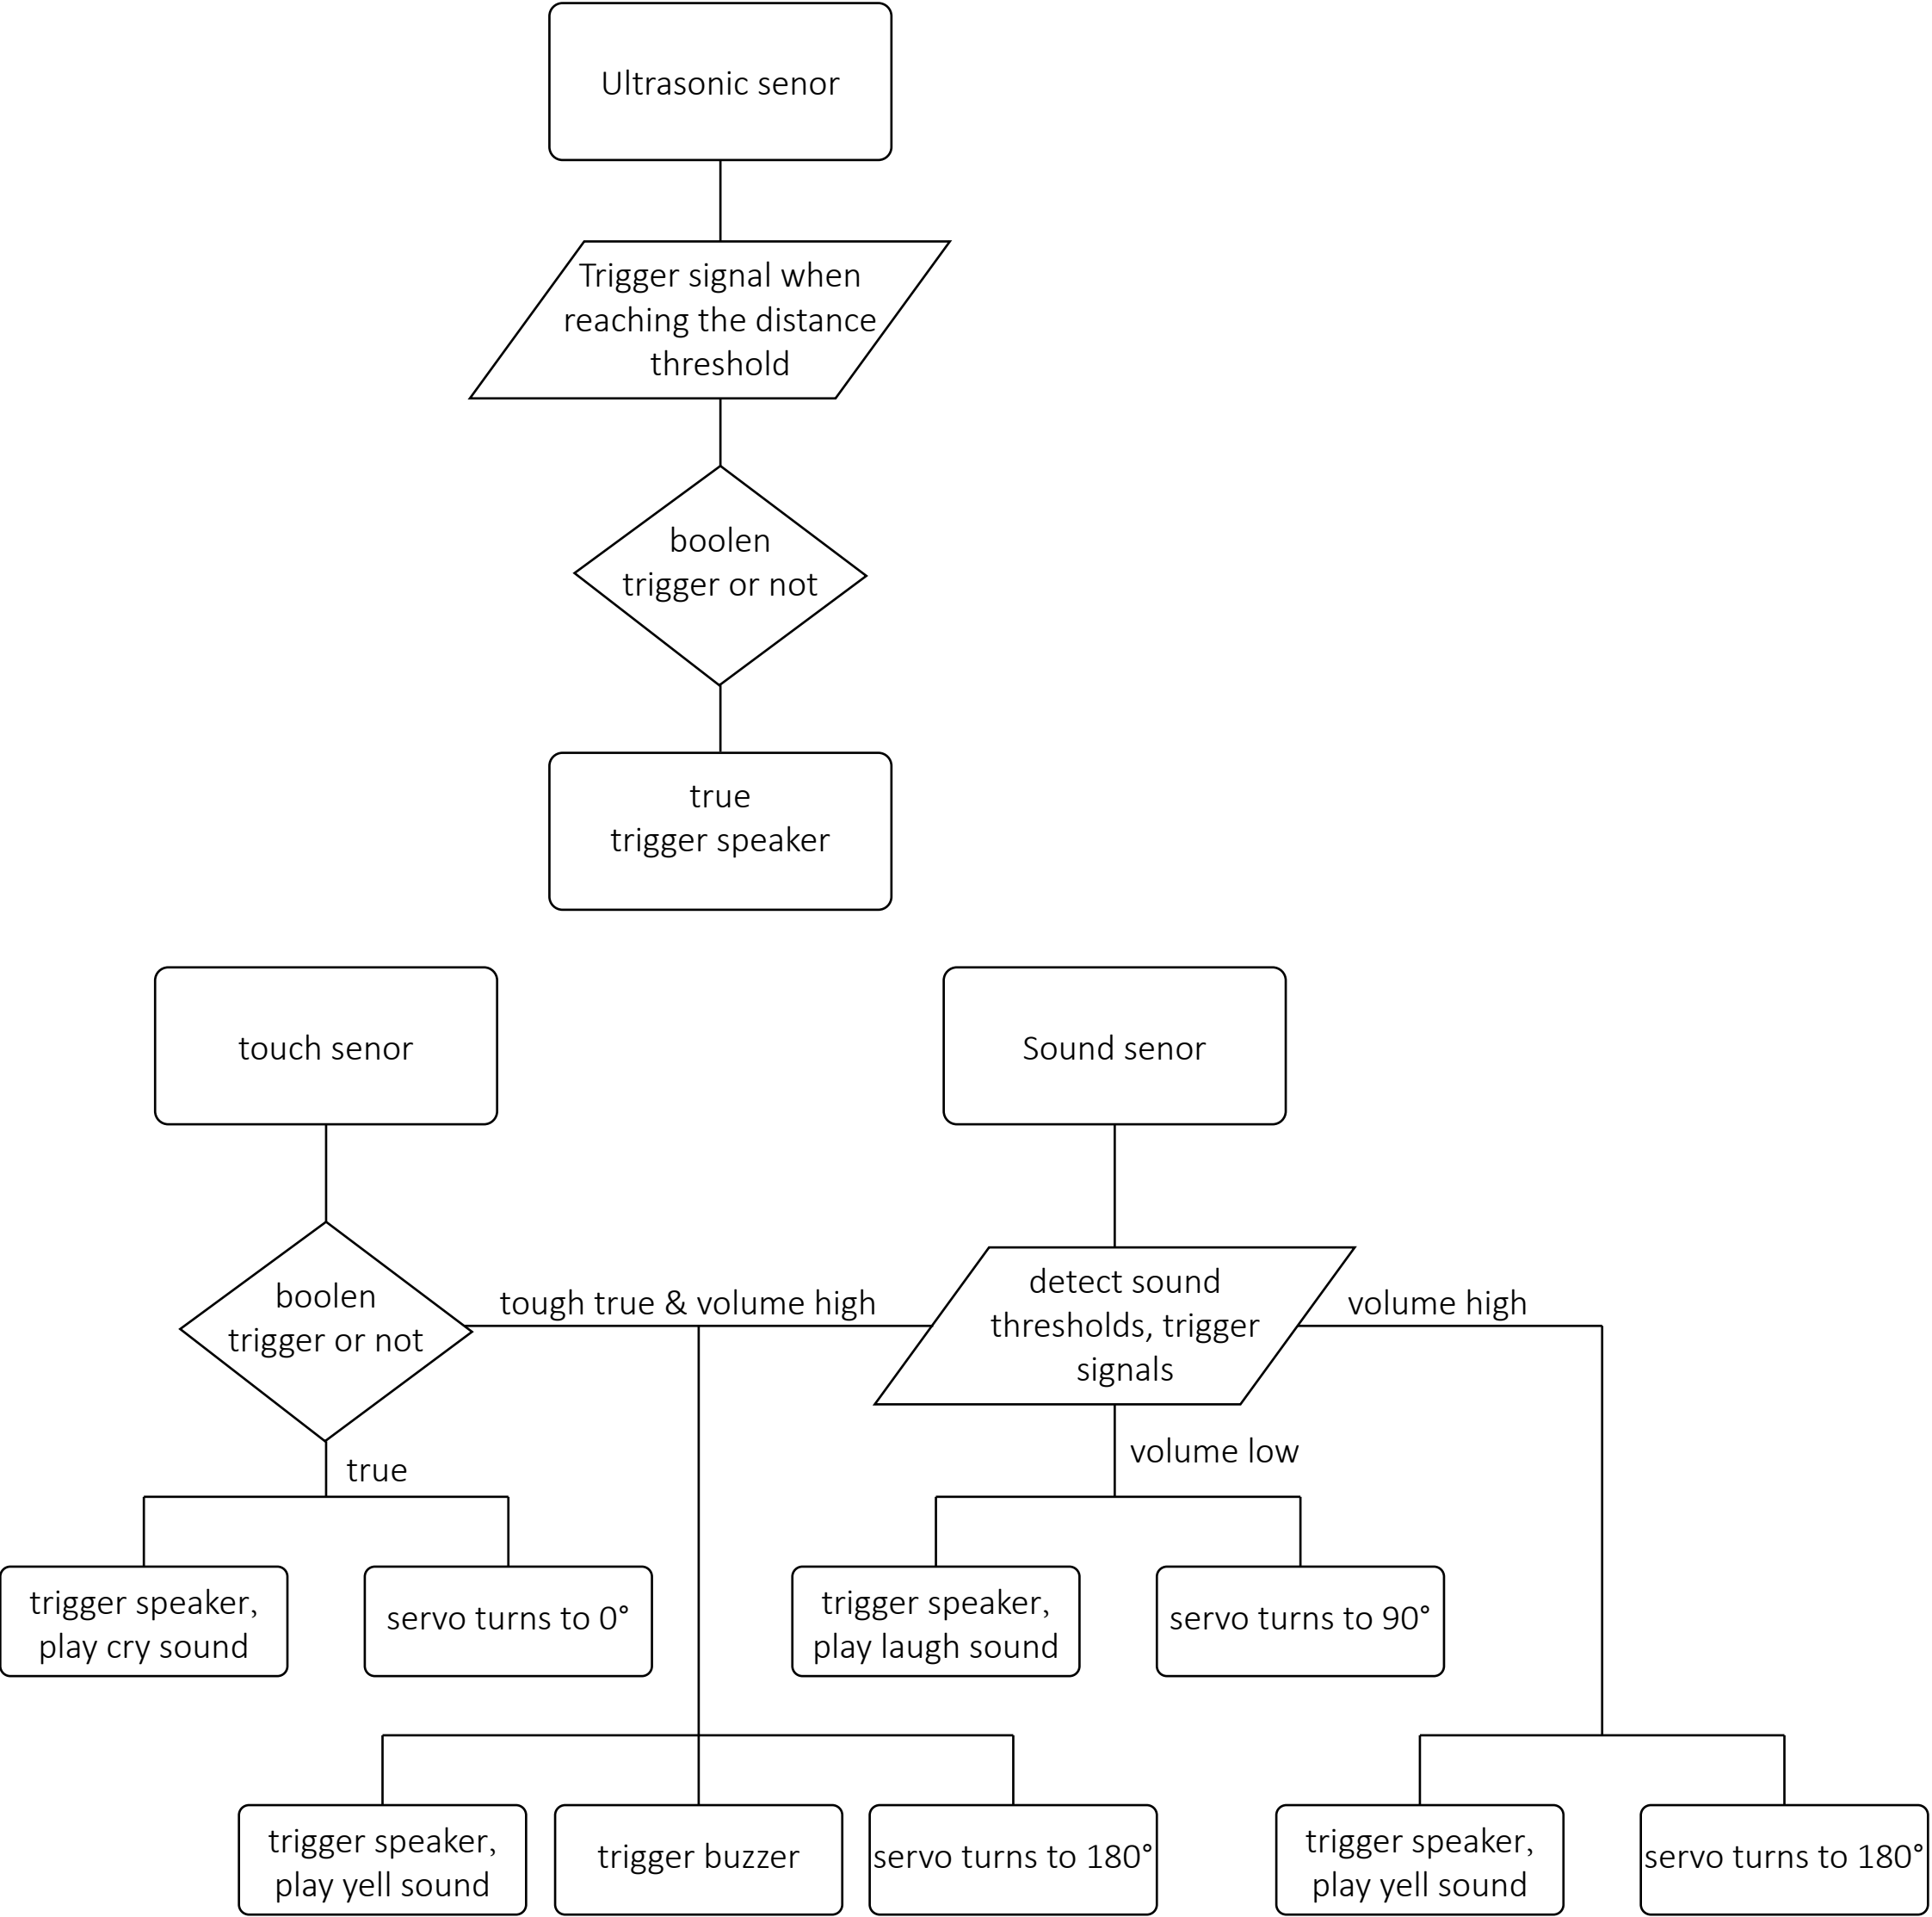 Ultrasonic senor
Trigger signal when
reaching the distance
threshold
boolen
trigger or not
true
trigger speaker
touch senor
Sound senor
boolen
trigger or not
tough true & volume high
detect sound
thresholds, trigger
signals
volume high
true
volume low
trigger speaker,
play cry sound
servo turns to 0°
trigger speaker,
play laugh sound
servo turns to 90°
trigger speaker,
play yell sound
trigger buzzer
servo turns to 180°
trigger speaker,
play yell sound
servo turns to 180°